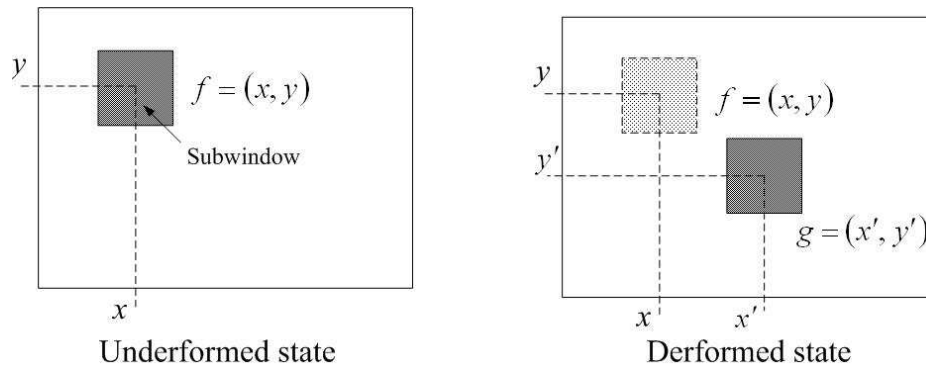 y
f = (x, y)
Subwindow
x
Underformed state
y
f = (x, y)
y′
g = (x′, y′)
x
x′
Derformed state